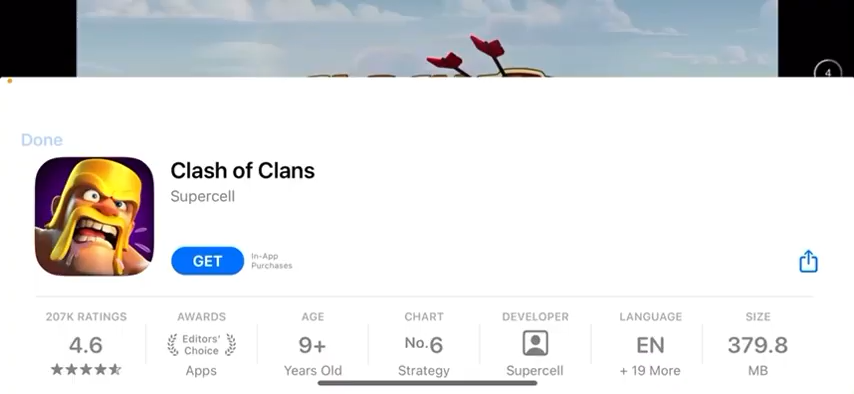 4
Done
Clash of Clans
Supercell
GET
In-App
Purchases
207K RATINGS
4.6
AWARDS
Editors'
Choice
Apps
AGE
9+
Years Old
CHART
No.6
Strategy
DEVELOPER
Supercell
LANGUAGE
EN
+ 19 More
SIZE
379.8
MB